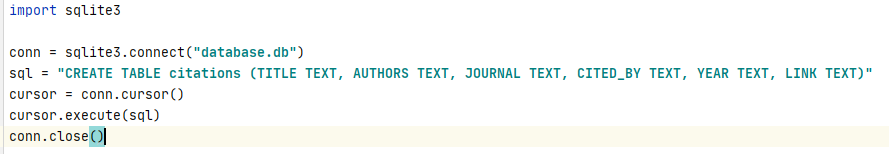 import sqlite3
conn = sqlite3.connect("database.db")
sql = "CREATE TABLE citations (TITLE TEXT, AUTHORS TEXT, JOURNAL TEXT, CITED_BY TEXT, YEAR TEXT, LINK TEXT)"
cursor = conn.cursor()
cursor.execute(sql)
conn.close()